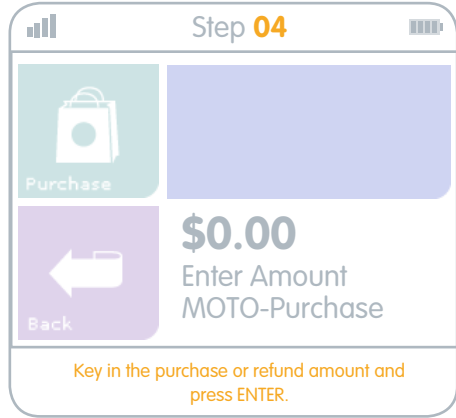 Step 04
Purchase
$0.00
Enter Amount
MOTO-Purchase
Back
Key in the purchase or refund amount and
press ENTER.